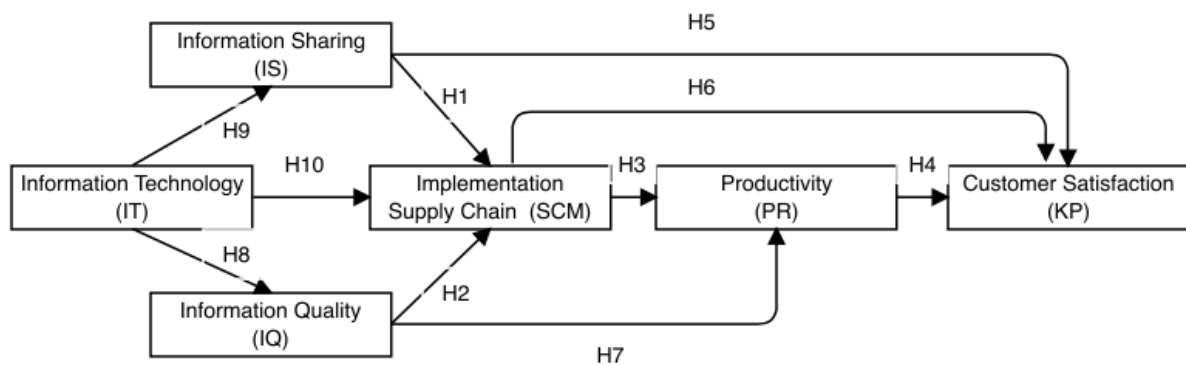 H5
Information Sharing
(IS)
H6
H1
H9
H10
H3
H4
Information Technology
(IT)
Implementation
Supply Chain (SCM)
Productivity
(PR)
Customer Satisfaction
(KP)
H8
H2
Information Quality
(IQ)
H7